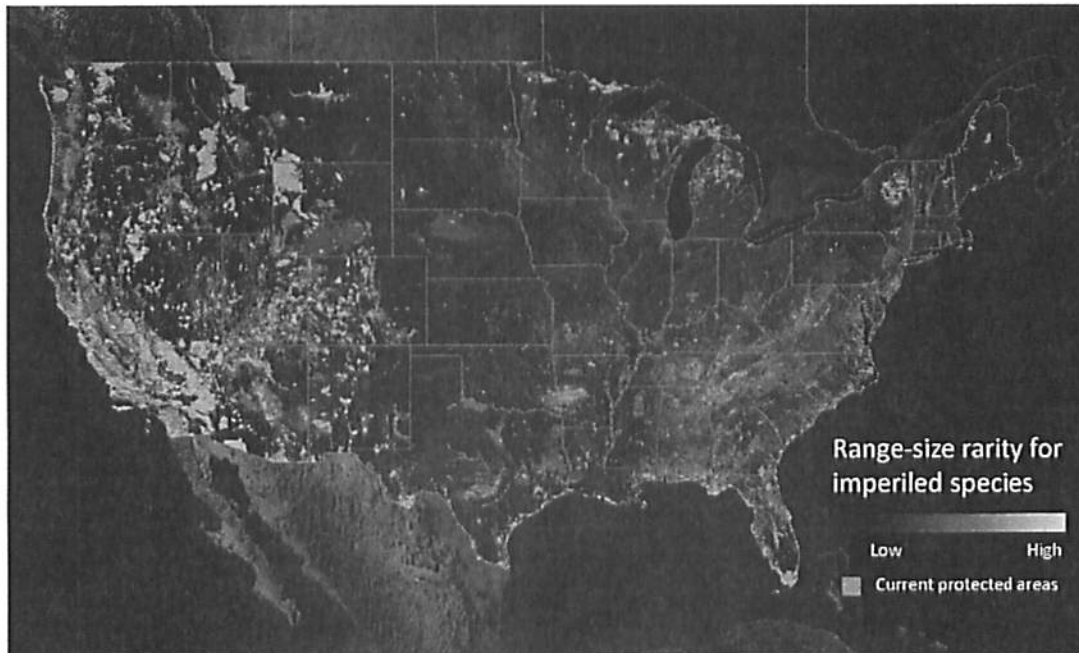 Range-size rarity for
imperiled species
Low High
Current protected areas